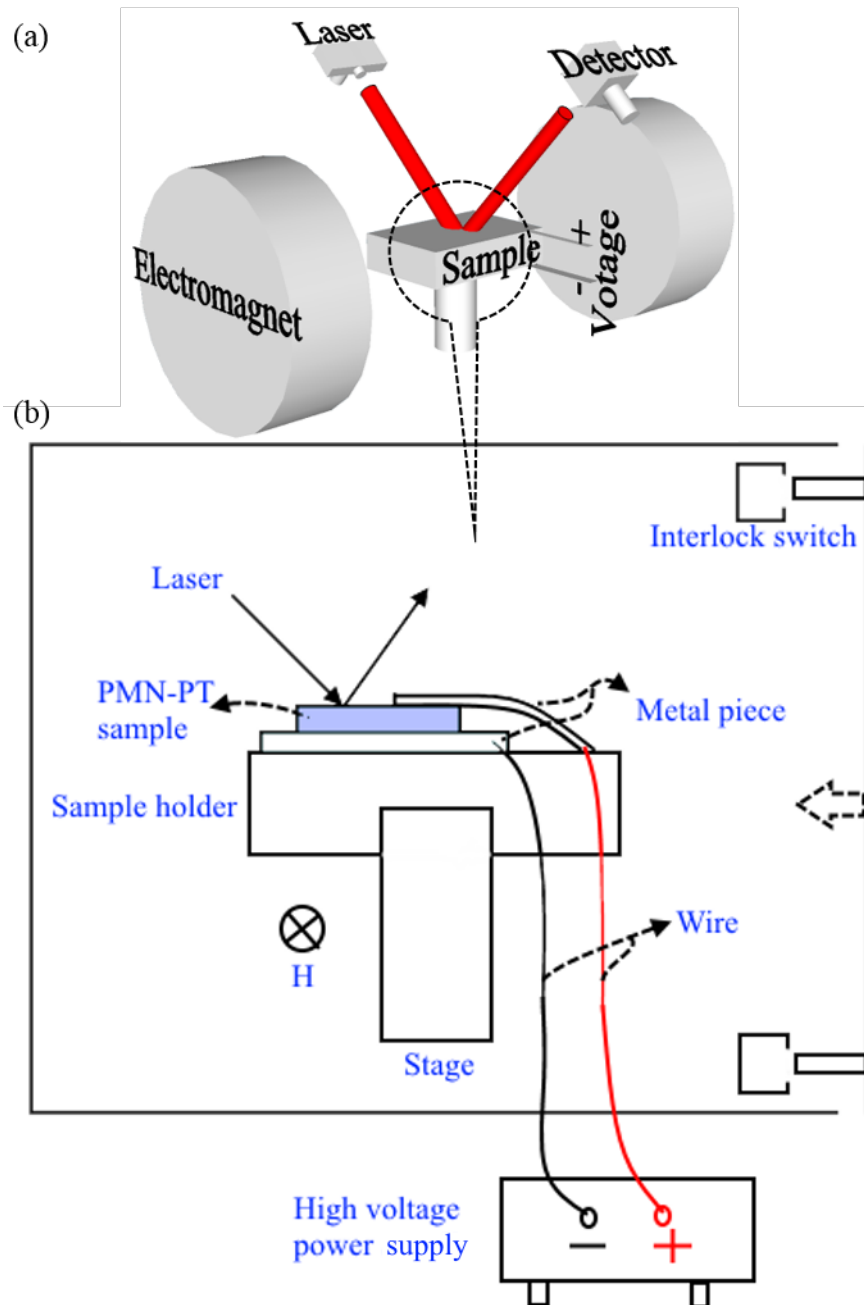 (a)
Laser
Detector
Electromagnet
Sample
+
-
Votage
(b)
Interlock switch
Laser
PMN-PT
sample
Metal piece
Sample holder
Wire
H
Stage
High voltage
power supply
− +